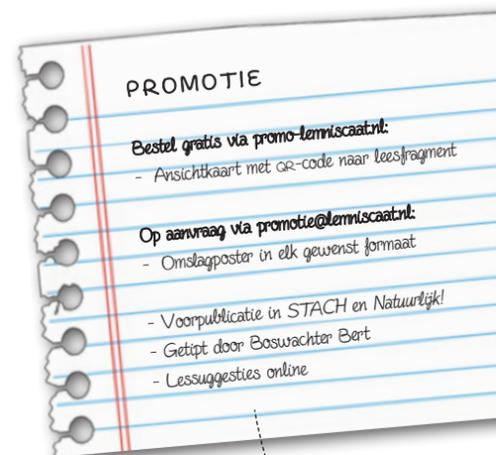 PROMOTIE
Bestel gratis via promo-lemniscaat.nl:
- Ansichtkaart met QR-code naar leesfragment
Op aanvraag via promotie@lemniscaat.nl:
- Omslagposter in elk gewenst formaat
- Voorpublicatie in STACH en Natuurlijk!
- Getipt door Boswachter Bert
- Lessuggesties online